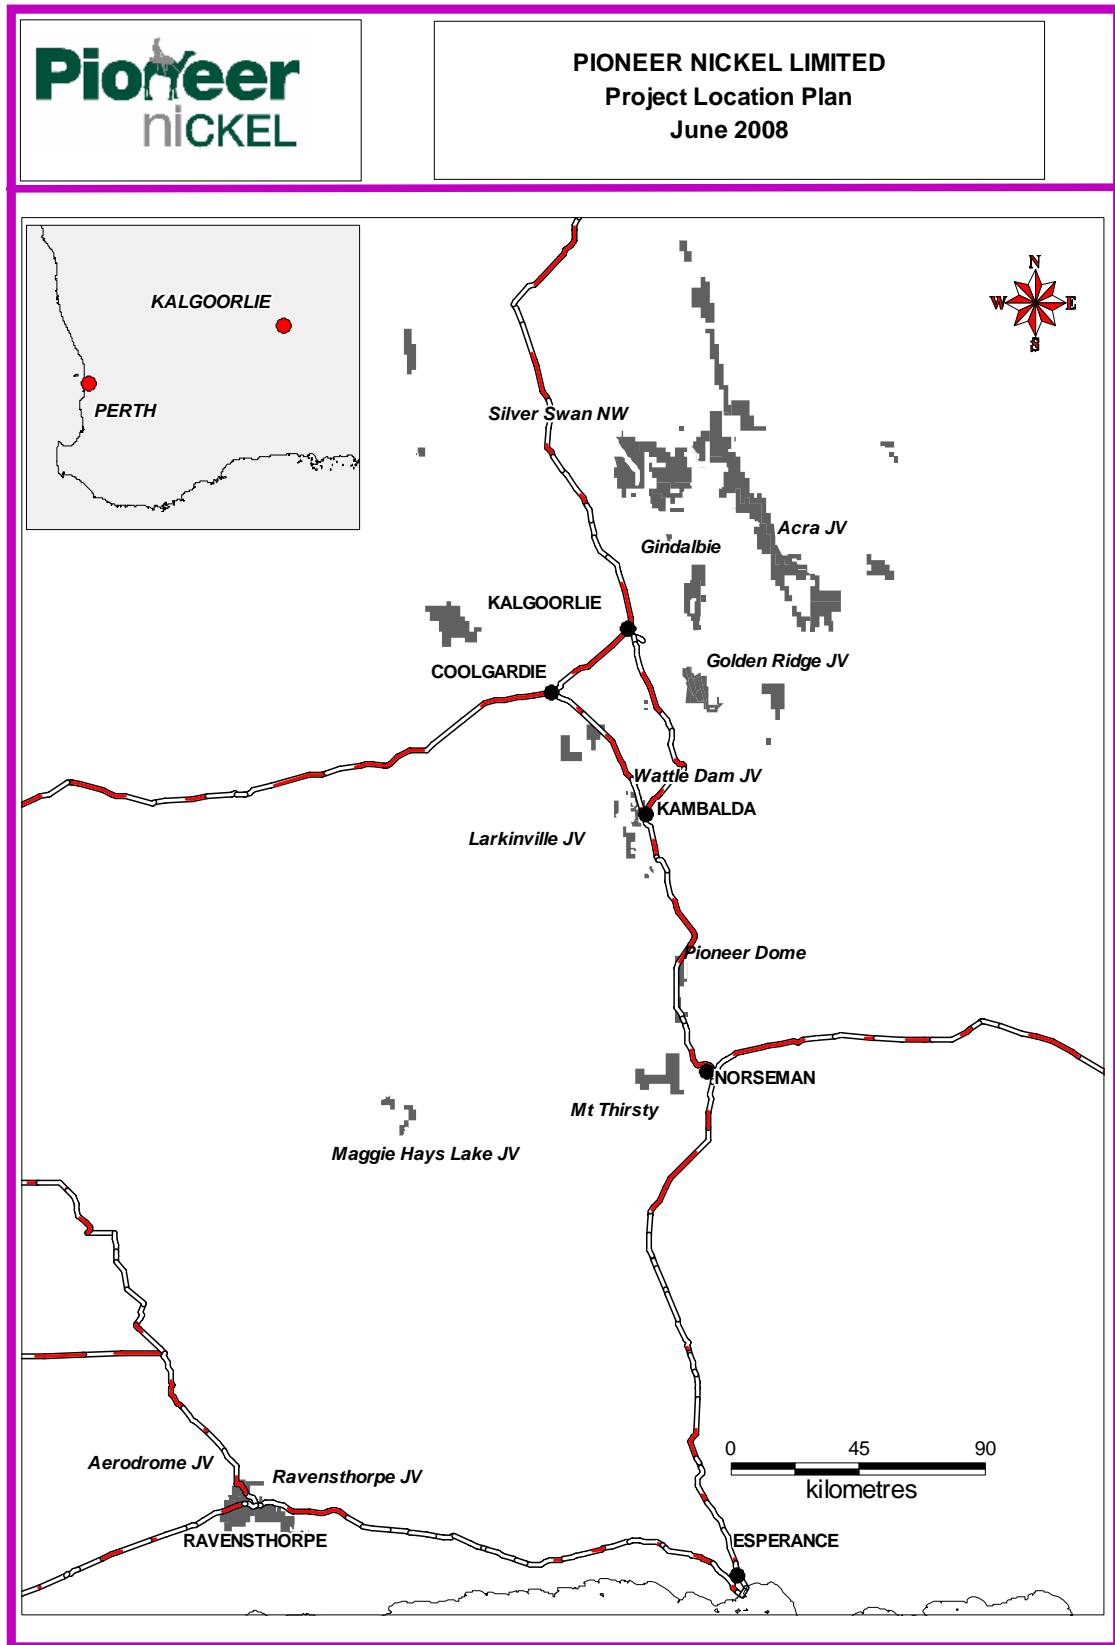 Pioneer
niCKEL
PIONEER NICKEL LIMITED
Project Location Plan
June 2008
KALGOORLIE
PERTH
N
W E
S
Silver Swan NW
Acra JV
Gindalbie
KALGOORLIE
Golden Ridge JV
COOLGARDIE
Wattle Dam JV
KAMBALDA
Larkinville JV
Pioneer Dome
NORSEMAN
Mt Thirsty
Maggie Hays Lake JV
0 45 90
kilometres
Aerodrome JV
Ravensthorpe JV
RAVENSTHORPE
ESPERANCE